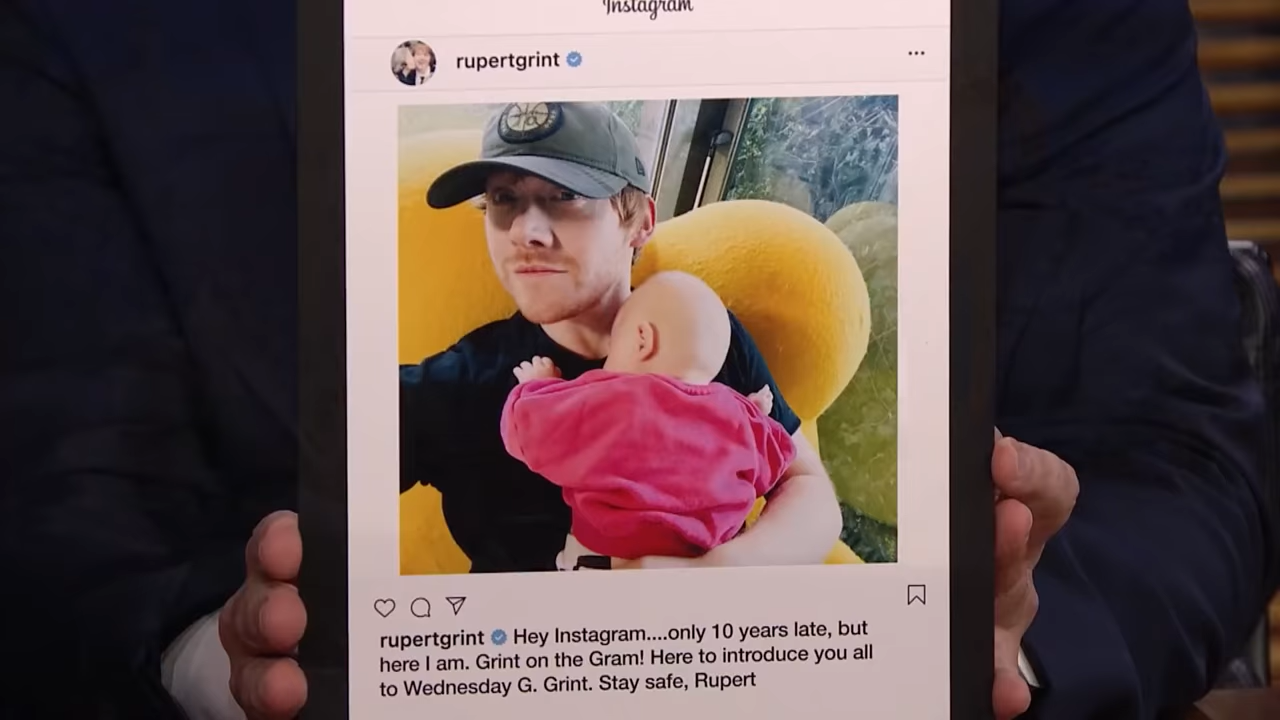 Instagram
rupertgrint
rupertgrint Hey Instagram....only 10 years late, but
here I am. Grint on the Gram! Here to introduce you all
to Wednesday G. Grint. Stay safe, Rupert